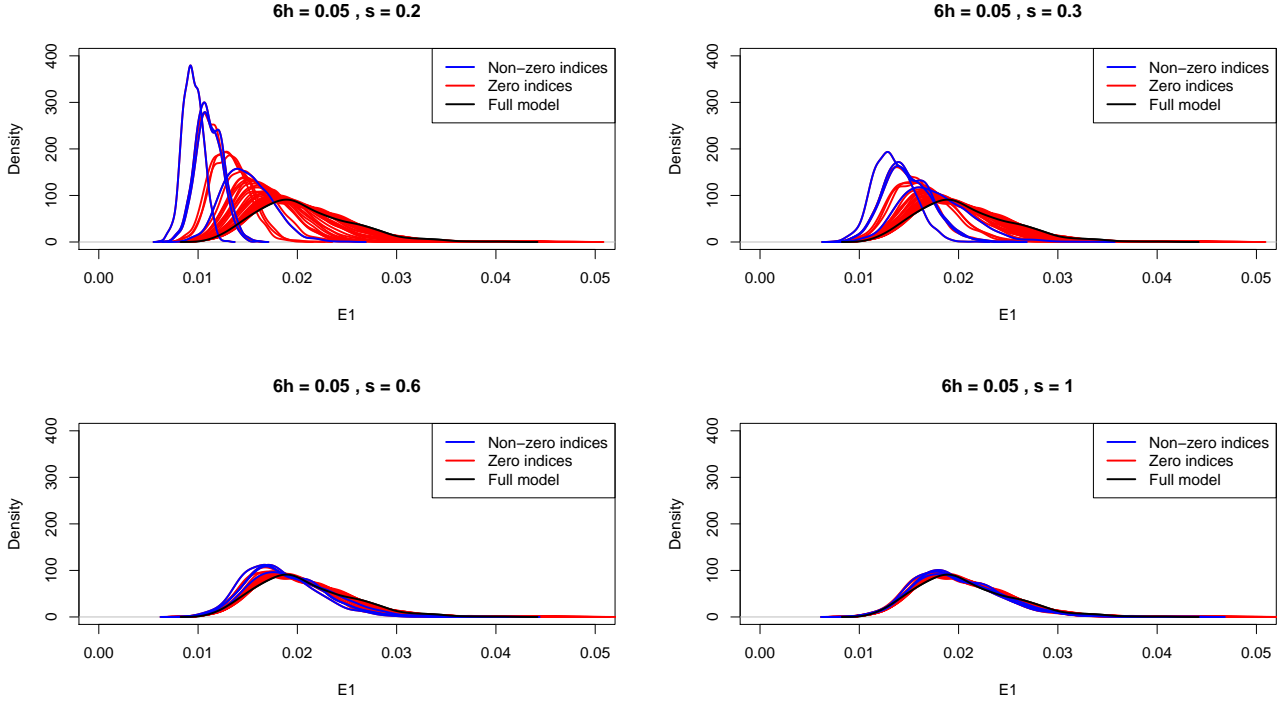 6h = 0.05 , s = 0.2
400
300
200
100
0
Density
Non−zero indices
Zero indices
Full model
0.00 0.01 0.02 0.03 0.04 0.05
E1
6h = 0.05 , s = 0.3
400
300
200
100
0
Density
Non−zero indices
Zero indices
Full model
0.00 0.01 0.02 0.03 0.04 0.05
E1
6h = 0.05 , s = 0.6
400
300
200
100
0
Density
Non−zero indices
Zero indices
Full model
0.00 0.01 0.02 0.03 0.04 0.05
E1
6h = 0.05 , s = 1
400
300
200
100
0
Density
Non−zero indices
Zero indices
Full model
0.00 0.01 0.02 0.03 0.04 0.05
E1